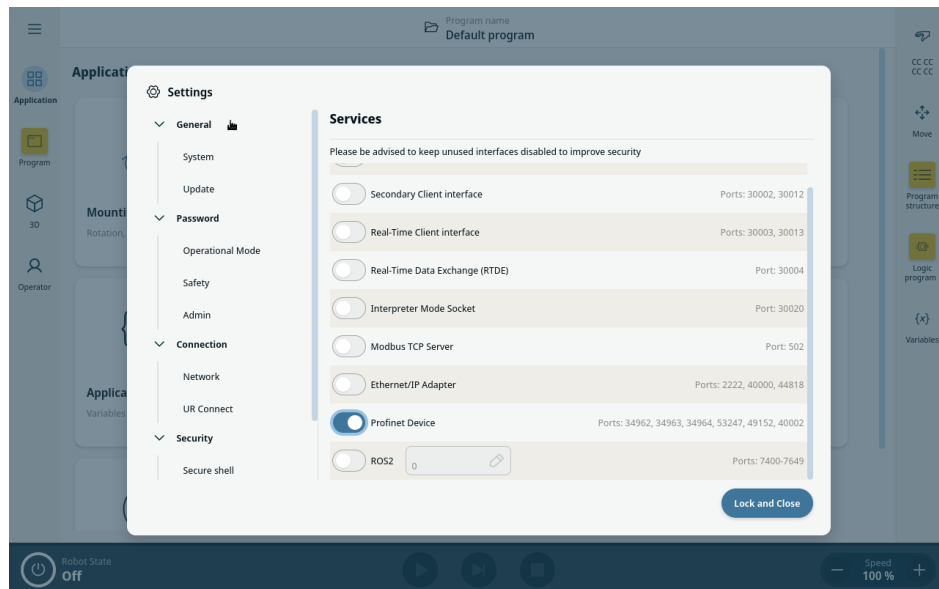 Program name
Default program
Applicati
Application
Program
3D
Operator
Mounti
Rotation,
Applica
Variables
Settings
General
System
Update
Password
Operational Mode
Safety
Admin
Connection
Network
UR Connect
Security
Secure shell
Services
Please be advised to keep unused interfaces disabled to improve security
Secondary Client interface Ports: 30002, 30012
Real-Time Client interface Ports: 30003, 30013
Real-Time Data Exchange (RTDE) Port: 30004
Interpreter Mode Socket Port: 30020
Modbus TCP Server Port: 502
Ethernet/IP Adapter Ports: 2222, 40000, 44818
Profinet Device Ports: 34962, 34963, 34964, 53247, 49152, 40002
ROS2 0 Ports: 7400-7649
Lock and Close
CC CC
CC CC
Move
Program
structure
Logic
program
{x}
Variables
Robot State
Off
Speed
100 %